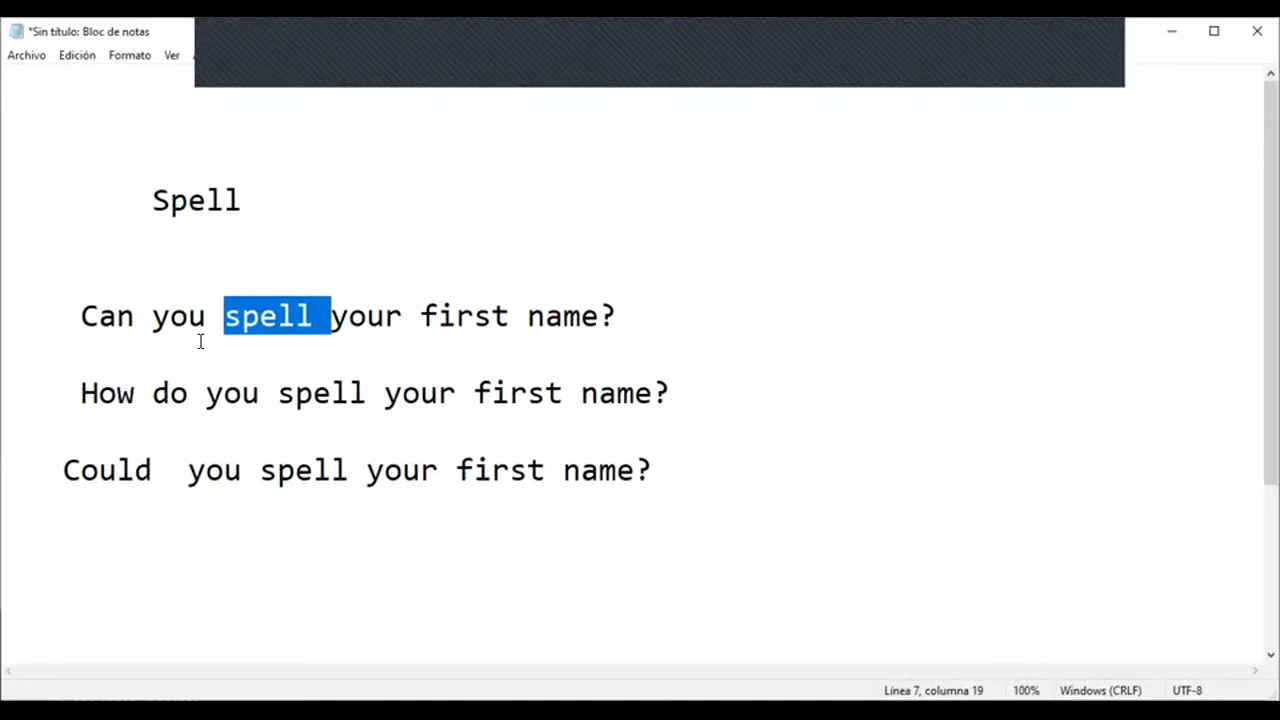 *Sin título: Bloc de notas
Archivo Edición Formato Ver
Spell
Can you spell your first name?
How do you spell your first name?
Could  you spell your first name?
Línea 7, columna 19 100% Windows (CRLF) UTF-8